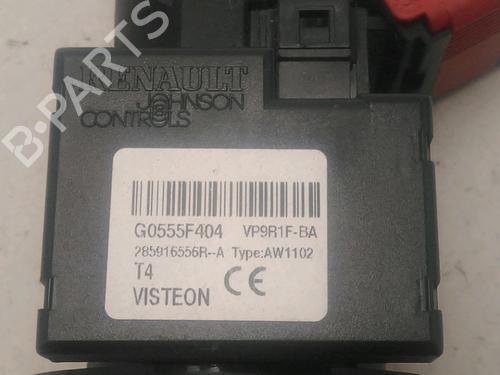 RENAULT
JOHNSON
CONTROLS
G0555F404 VP9R1F-BA
285916556R--A Type:AW1102
T4
VISTEON CE
B-PARTS